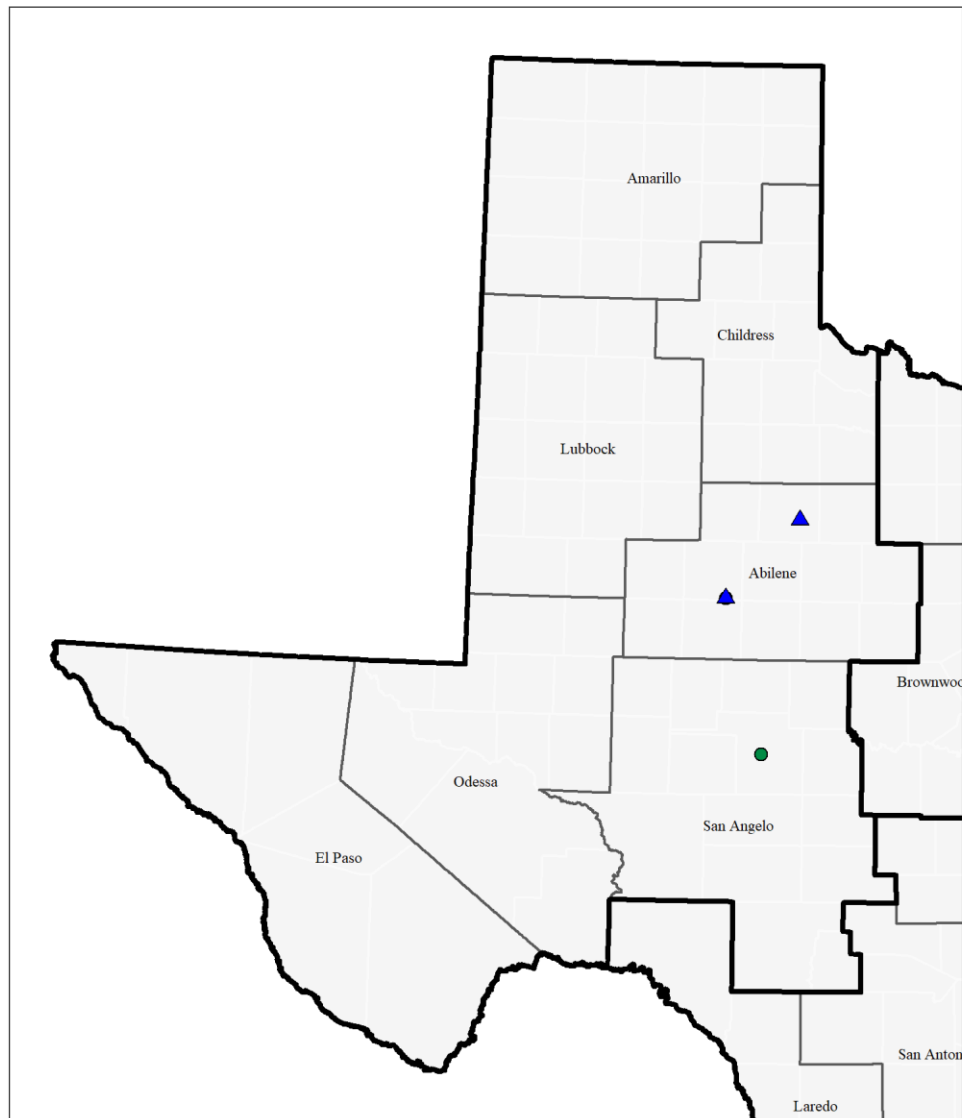 Amarillo
Childress
Lubbock
Abilene
Brownwoo
Odessa
San Angelo
El Paso
San Anton
Laredo